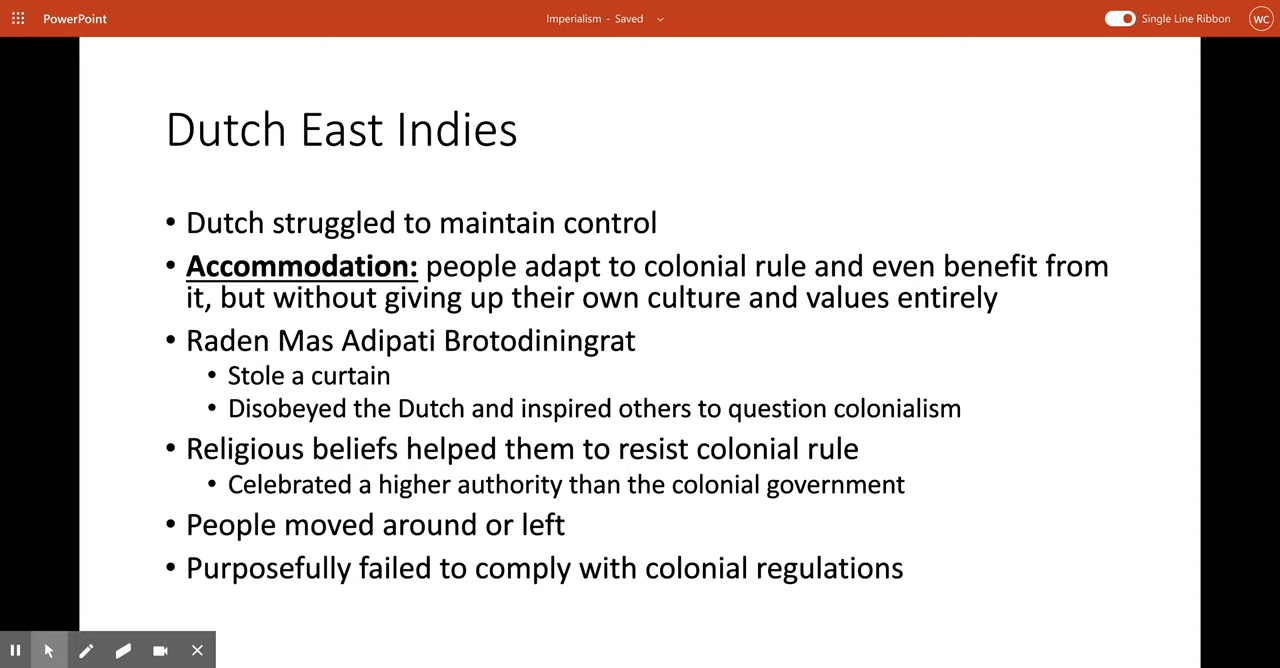 PowerPoint
Imperialism - Saved
Single Line Ribbon
WC
Dutch East Indies
• Dutch struggled to maintain control
• Accommodation: people adapt to colonial rule and even benefit from
it, but without giving up their own culture and values entirely
• Raden Mas Adipati Brotodiningrat
• Stole a curtain
• Disobeyed the Dutch and inspired others to question colonialism
• Religious beliefs helped them to resist colonial rule
• Celebrated a higher authority than the colonial government
• People moved around or left
• Purposefully failed to comply with colonial regulations